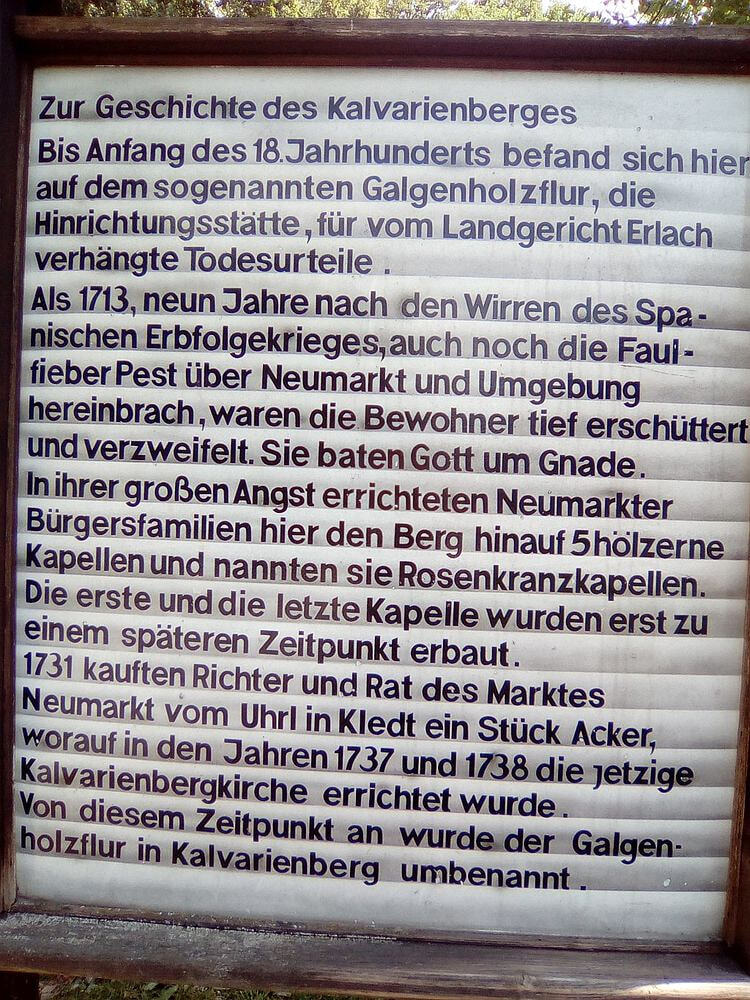 Zur Geschichte des Kalvarienberges
Bis Anfang des 18.Jahrhunderts befand sich hier
auf dem sogenannten Galgenholzflur, die
Hinrichtungsstätte, für vom Landgericht Erlach
verhängte Todesurteile .
Als 1713, neun Jahre nach den Wirren des Spa-
nischen Erbfolgekrieges, auch noch die Faul-
fieber Pest über Neumarkt und Umgebung
hereinbrach, waren die Bewohner tief erschüttert
und verzweifelt. Sie baten Gott um Gnade.
In ihrer großen Angst errichteten Neumarkter
Bürgersfamilien hier den Berg hinauf 5 hölzerne
Kapellen und nannten sie Rosenkranzkapellen.
Die erste und die letzte Kapelle wurden erst zu
einem späteren Zeitpunkt erbaut.
1731 kauften Richter und Rat des Marktes
Neumarkt vom Uhrl in Kledt ein Stück Acker,
worauf in den Jahren 1737 und 1738 die jetzige
Kalvarienbergkirche errichtet wurde .
Von diesem Zeitpunkt an wurde der Galgen-
holzflur in Kalvarienberg umbenannt .